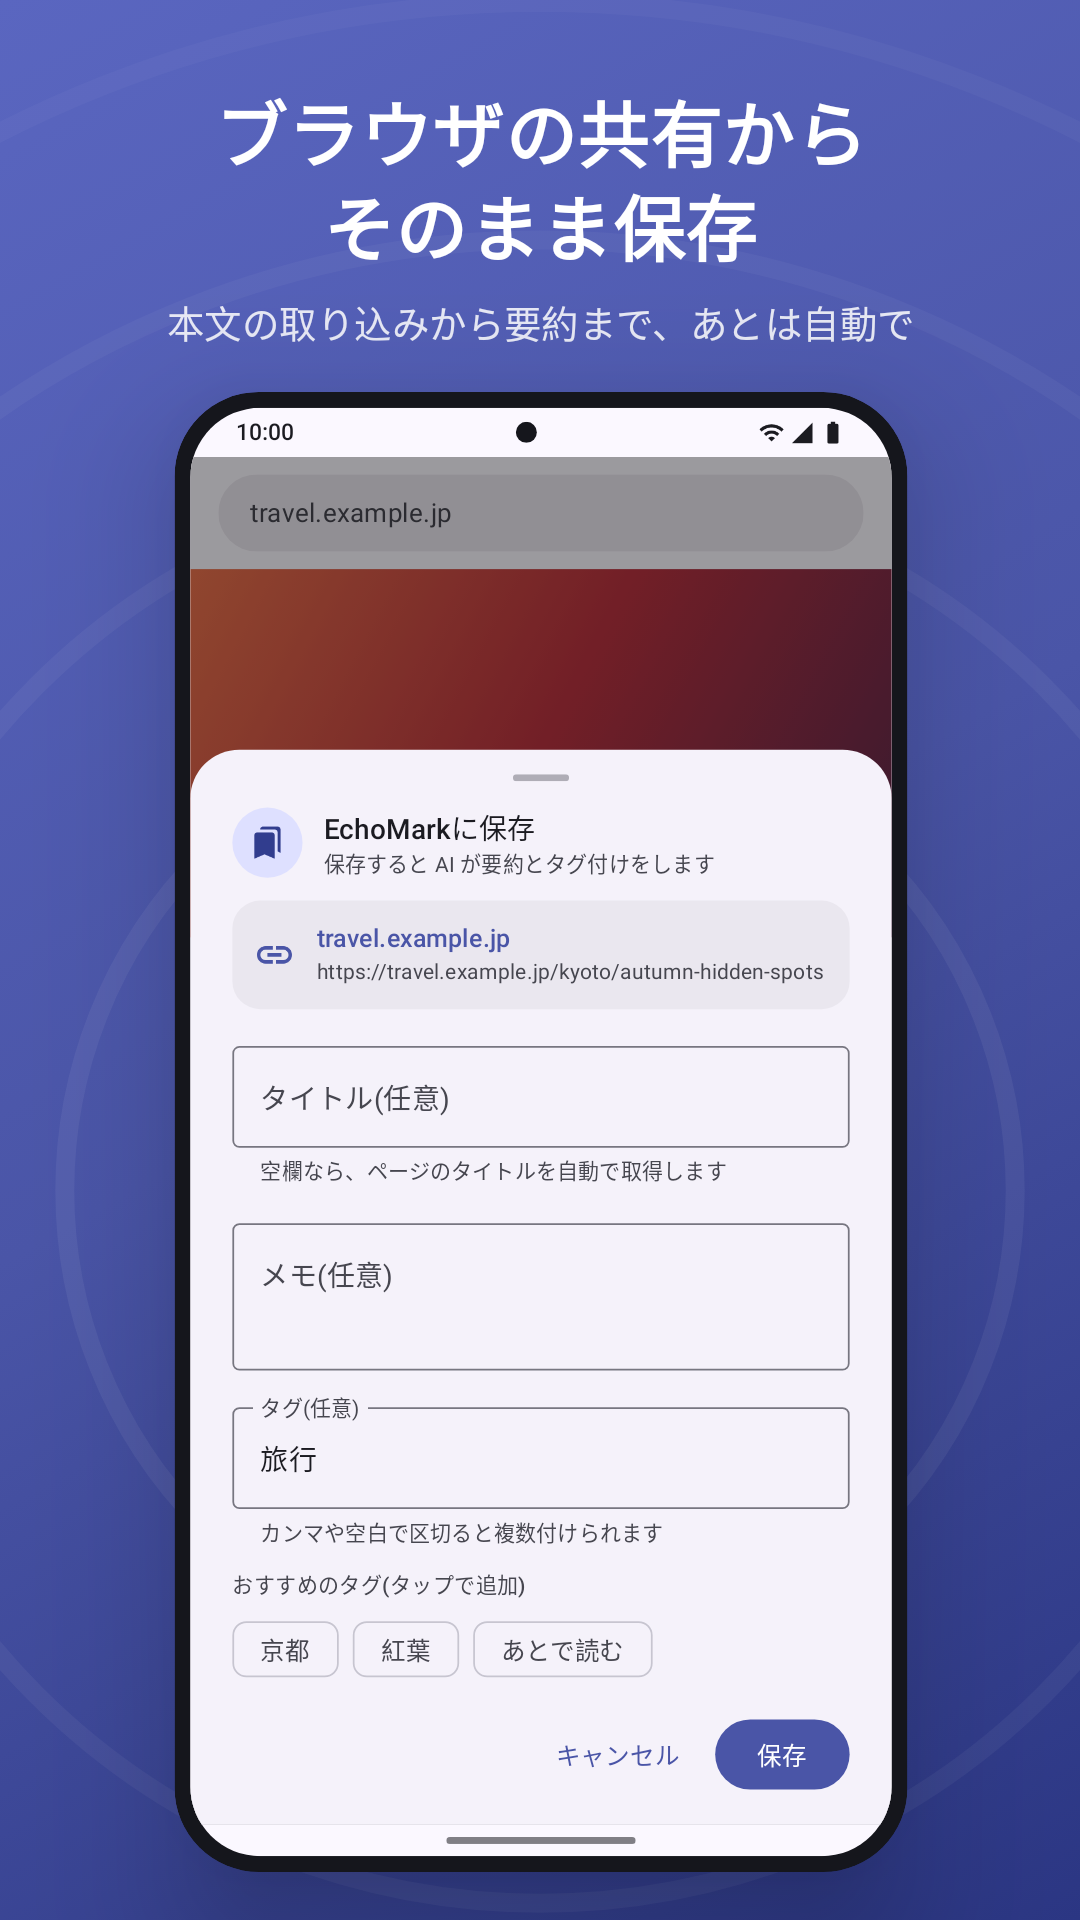 ブラウザの共有から
そのまま保存
本文の取り込みから要約まで、あとは自動で
10:00
travel.example.jp
EchoMarkに保存
保存すると AI が要約とタグ付けをします
travel.example.jp
https://travel.example.jp/kyoto/autumn-hidden-spots
タイトル(任意)
空欄なら、ページのタイトルを自動で取得します
メモ(任意)
タグ(任意)
旅行
カンマや空白で区切ると複数付けられます
おすすめのタグ(タップで追加)
京都 紅葉 あとで読む
キャンセル 保存